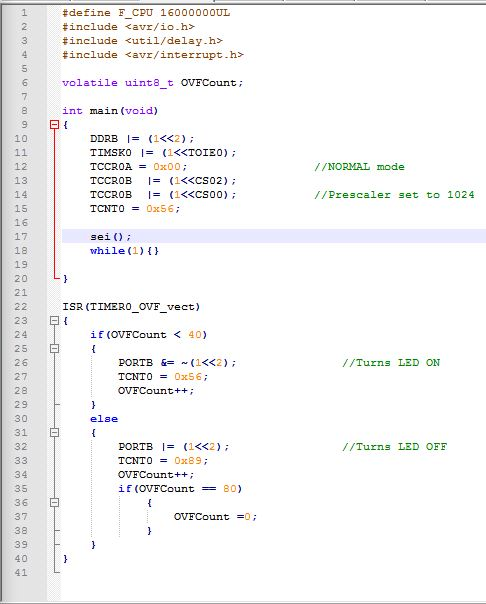 1 #define F_CPU 16000000UL
2 #include <avr/io.h>
3 #include <util/delay.h>
4 #include <avr/interrupt.h>
5
6 volatile uint8_t OVFCount;
7
8 int main(void)
9 {
10 DDRB |= (1<<2);
11 TIMSK0 |= (1<<TOIE0);
12 TCCR0A = 0x00; //NORMAL mode
13 TCCR0B |= (1<<CS02);
14 TCCR0B |= (1<<CS00); //Prescaler set to 1024
15 TCNT0 = 0x56;
16
17 sei();
18 while(1){}
19
20 }
21
22 ISR(TIMER0_OVF_vect)
23 {
24 if(OVFCount < 40)
25 {
26 PORTB &= ~(1<<2); //Turns LED ON
27 TCNT0 = 0x56;
28 OVFCount++;
29 }
30 else
31 {
32 PORTB |= (1<<2); //Turns LED OFF
33 TCNT0 = 0x89;
34 OVFCount++;
35 if(OVFCount == 80)
36 {
37 OVFCount =0;
38 }
39 }
40 }
41